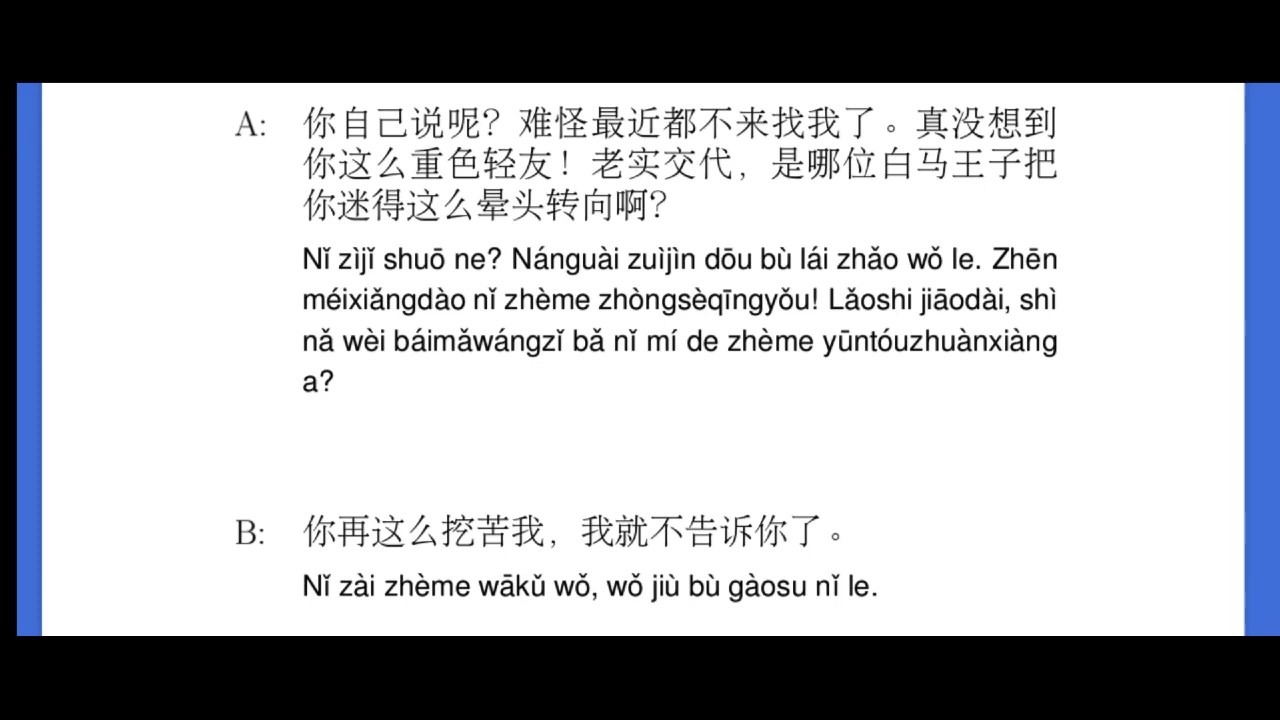 A: 你自己说呢？难怪最近都不来找我了。真没想到
你这么重色轻友！老实交代，是哪位白马王子把
你迷得这么晕头转向啊？
Nǐ zìjǐ shuō ne? Nánguài zuìjìn dōu bù lái zhǎo wǒ le. Zhēn
méixiǎngdào nǐ zhème zhòngsèqīngyǒu! Lǎoshi jiāodài, shì
nǎ wèi báimǎwángzǐ bǎ nǐ mí de zhème yūntóuzhuànxiàng
a?
B: 你再这么挖苦我，我就不告诉你了。
Nǐ zài zhème wākǔ wǒ, wǒ jiù bù gàosu nǐ le.